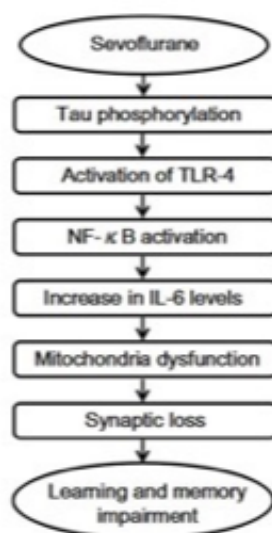 Sevoflurane
Tau phosphorylation
Activation of TLR-4
NF-κB activation
Increase in IL-6 levels
Mitochondria dysfunction
Synaptic loss
Learning and memory
impairment